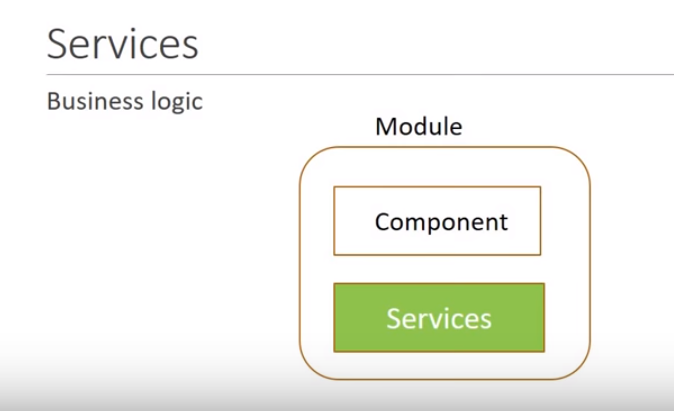 Services
Business logic
Module
Component
Services